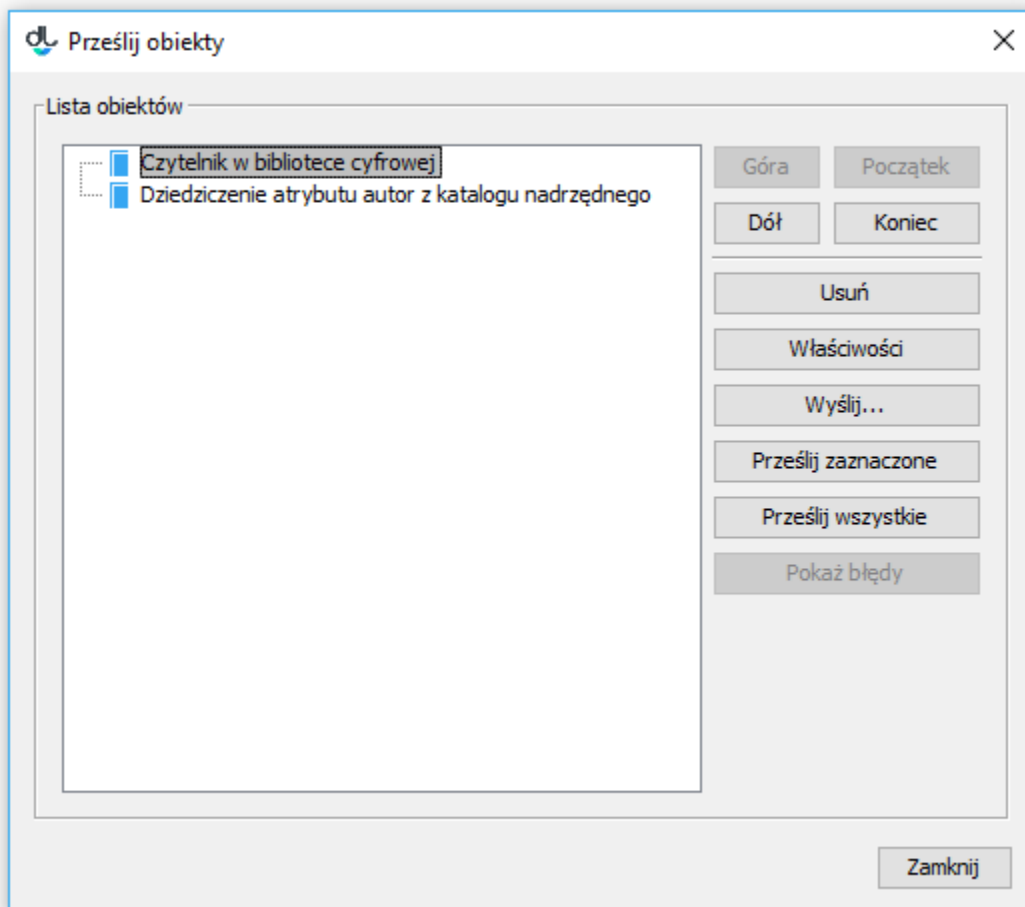 Prześlij obiekty
Lista obiektów
Czytelnik w bibliotece cyfrowej
Dziedziczenie atrybutu autor z katalogu nadrzędnego
Góra
Początek
Dół
Koniec
Usuń
Właściwości
Wyślij...
Prześlij zaznaczone
Prześlij wszystkie
Pokaż błędy
Zamknij